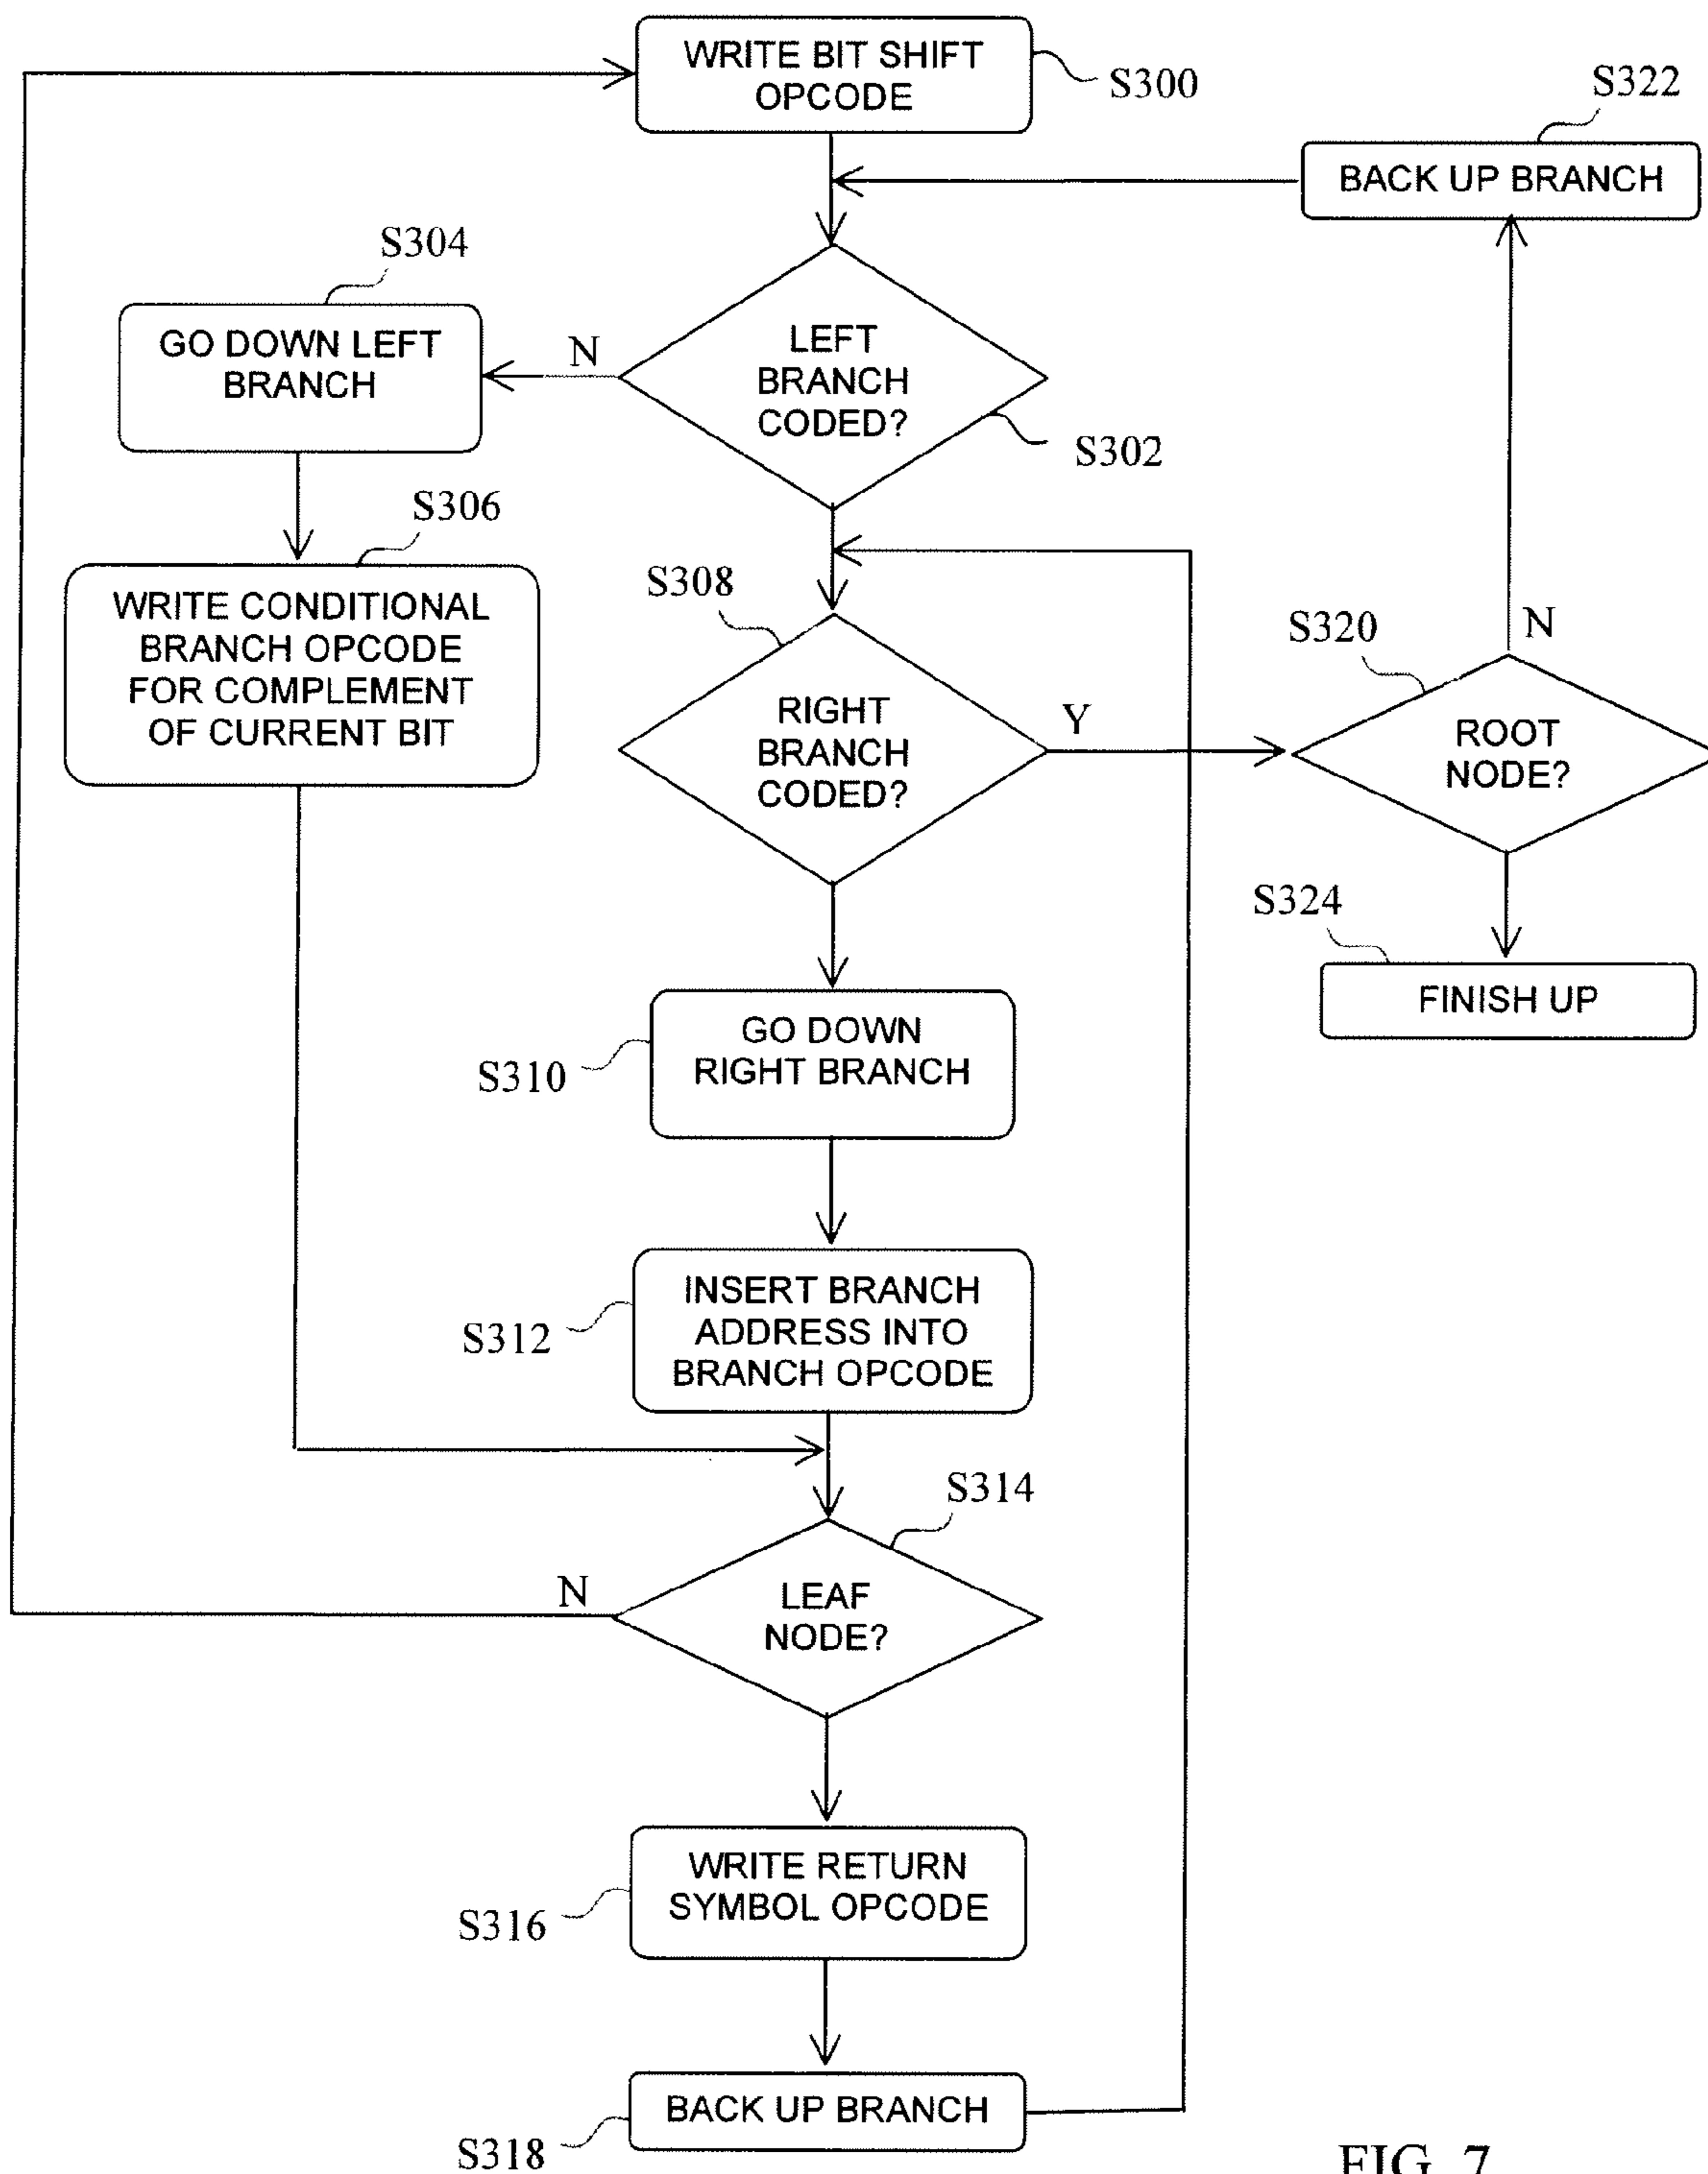 WRITE BIT SHIFT
OPCODE
S300
S322
BACK UP BRANCH
S304
GO DOWN LEFT
BRANCH
N
LEFT
BRANCH
CODED?
S302
S306
WRITE CONDITIONAL
BRANCH OPCODE
FOR COMPLEMENT
OF CURRENT BIT
S308
RIGHT
BRANCH
CODED?
Y
S320
N
ROOT
NODE?
S324
FINISH UP
GO DOWN
RIGHT BRANCH
S310
INSERT BRANCH
ADDRESS INTO
BRANCH OPCODE
S312
S314
N
LEAF
NODE?
WRITE RETURN
SYMBOL OPCODE
S316
BACK UP BRANCH
S318
FIG. 7